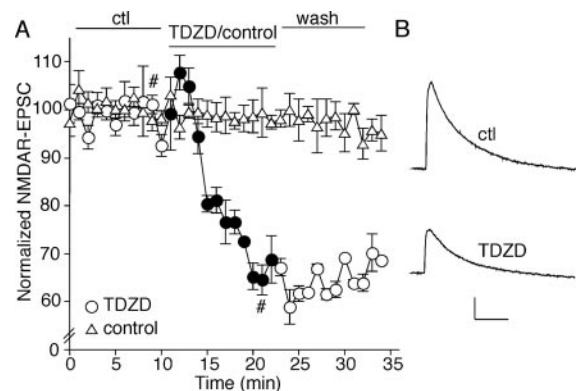 A
ctl
TDZD/control
wash
B
Normalized NMDAR-EPSC
110
100
90
80
70
60
0
#
#
TDZD
control
0 5 10 15 20 25 30 35
Time (min)
ctl
TDZD